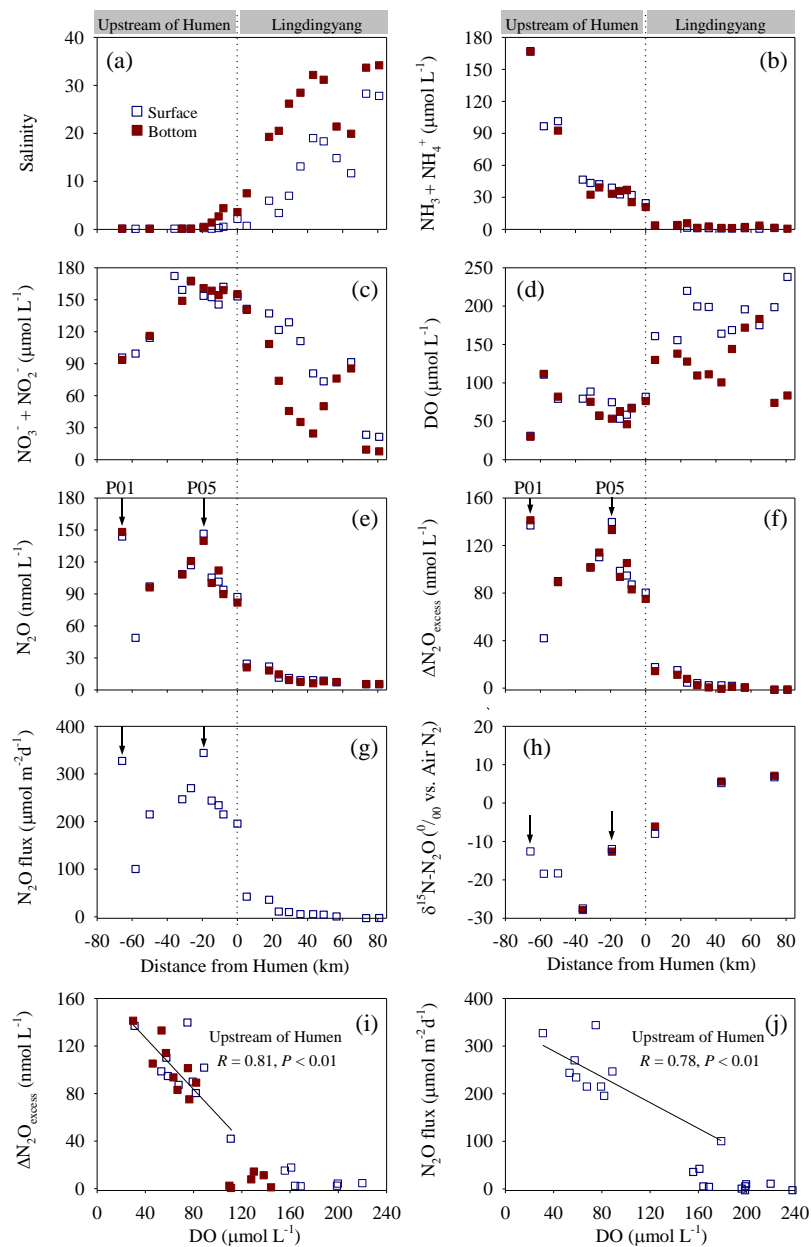 Upstream of Humen Lingdingyang Upstream of Humen Lingdingyang
(a)
Surface
Bottom
Salinity
40
30
20
10
0
(b)
NH₃ + NH₄⁺ (μmol L⁻¹)
180
150
120
90
60
30
0
(c)
NO₃⁻ + NO₂⁻ (μmol L⁻¹)
180
150
120
90
60
30
0
(d)
DO (μmol L⁻¹)
250
200
150
100
50
0
P01 P05
(e)
N₂O (nmol L⁻¹)
180
150
120
90
60
30
0
P01 P05
(f)
ΔN₂Oexcess (nmol L⁻¹)
160
120
80
40
0
(g)
N₂O flux (μmol m⁻²d⁻¹)
400
300
200
100
0
-80 -60 -40 -20 0 20 40 60 80
Distance from Humen (km)
(h)
δ¹⁵N-N₂O (⁰/₀₀ vs. Air N₂)
20
10
0
-10
-20
-30
-80 -60 -40 -20 0 20 40 60 80
Distance from Humen (km)
(i)
Upstream of Humen
R = 0.81, P < 0.01
ΔN₂Oexcess (nmol L⁻¹)
160
120
80
40
0
0 40 80 120 160 200 240
DO (μmol L⁻¹)
(j)
Upstream of Humen
R = 0.78, P < 0.01
N₂O flux (μmol m⁻²d⁻¹)
400
300
200
100
0
0 40 80 120 160 200 240
DO (μmol L⁻¹)